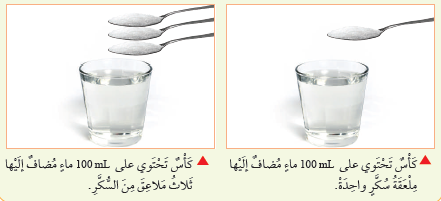 كَأْسٌ تَحْتَوي على 100 mL ماءٍ مُضافٌ إلَيْها
مِلْعَقَةُ سُكَّرٍ واحِدَةٌ.
كَأْسٌ تَحْتَوي على 100 mL ماءٍ مُضافٌ إلَيْها
ثَلاثُ مَلاعِقَ مِنَ السُّكَّرِ.